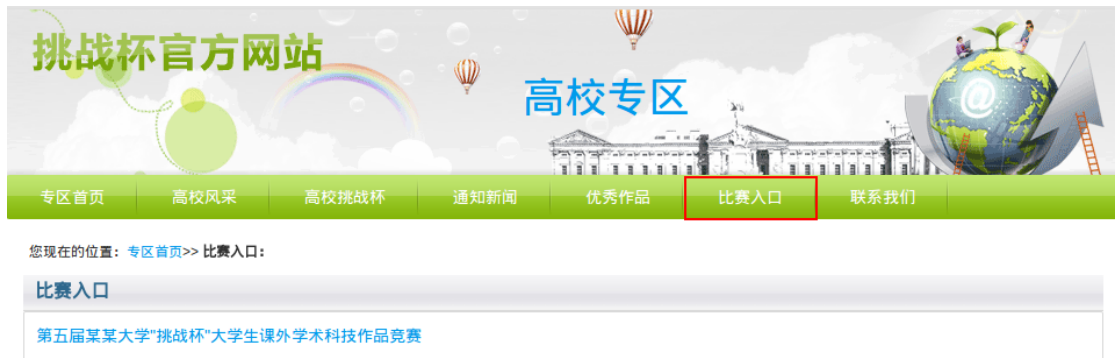 挑战杯官方网站
高校专区
@
专区首页 高校风采 高校挑战杯 通知新闻 优秀作品 比赛入口 联系我们
您现在的位置：专区首页>> 比赛入口：
比赛入口
第五届某某大学"挑战杯"大学生课外学术科技作品竞赛